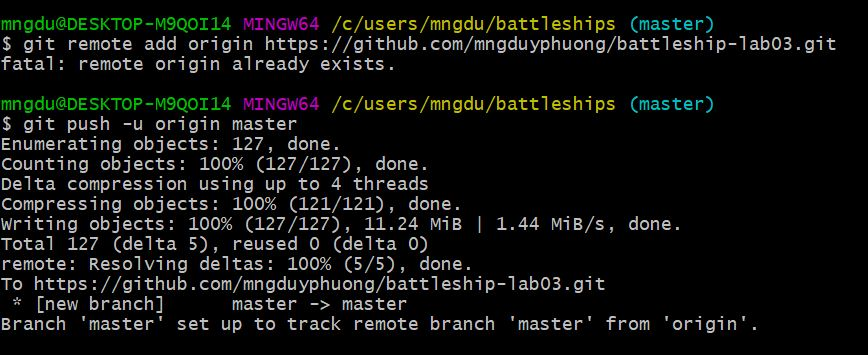 mngdu@DESKTOP-M9QOI14 MINGW64 /c/users/mngdu/battleships (master)
$ git remote add origin https://github.com/mngduyphuong/battleship-lab03.git
fatal: remote origin already exists.
mngdu@DESKTOP-M9QOI14 MINGW64 /c/users/mngdu/battleships (master)
$ git push -u origin master
Enumerating objects: 127, done.
Counting objects: 100% (127/127), done.
Delta compression using up to 4 threads
Compressing objects: 100% (121/121), done.
Writing objects: 100% (127/127), 11.24 MiB | 1.44 MiB/s, done.
Total 127 (delta 5), reused 0 (delta 0)
remote: Resolving deltas: 100% (5/5), done.
To https://github.com/mngduyphuong/battleship-lab03.git
 * [new branch]      master -> master
Branch 'master' set up to track remote branch 'master' from 'origin'.